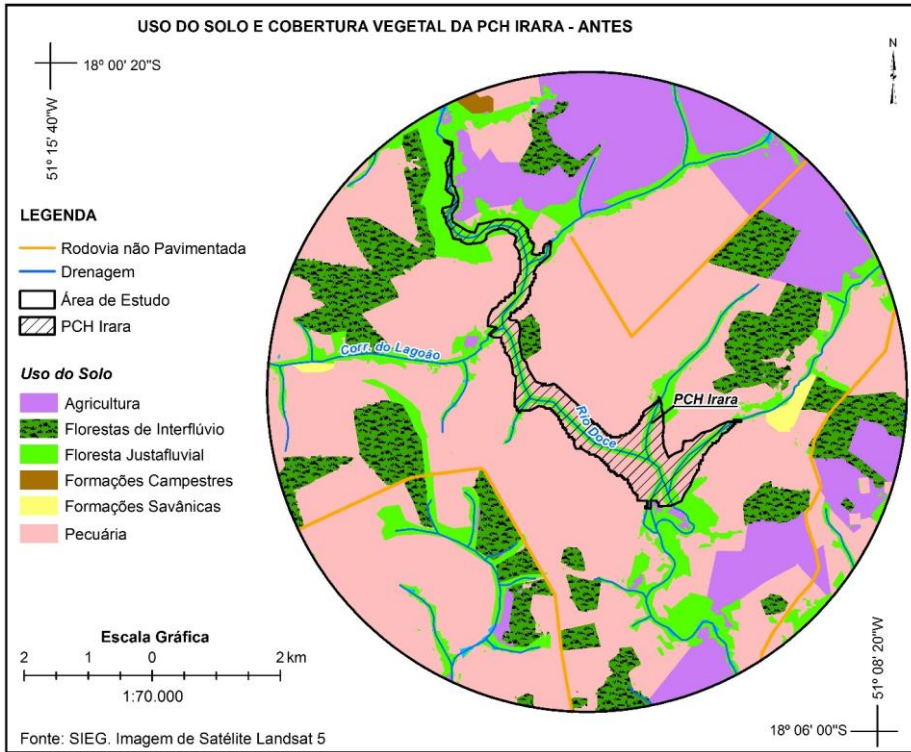 USO DO SOLO E COBERTURA VEGETAL DA PCH IRARA - ANTES
18º 00' 20"S
51º 15' 40"W
N
LEGENDA
Rodovia não Pavimentada
Drenagem
Área de Estudo
PCH Irara
Uso do Solo
Agricultura
Florestas de Interflúvio
Floresta Justafluvial
Formações Campestres
Formações Savânicas
Pecuária
Corr. do Lagoão
Rio Doce
PCH Irara
Escala Gráfica
2 1 0 2 km
1:70.000
51º 08' 20"W
18º 06' 00"S
Fonte: SIEG. Imagem de Satélite Landsat 5